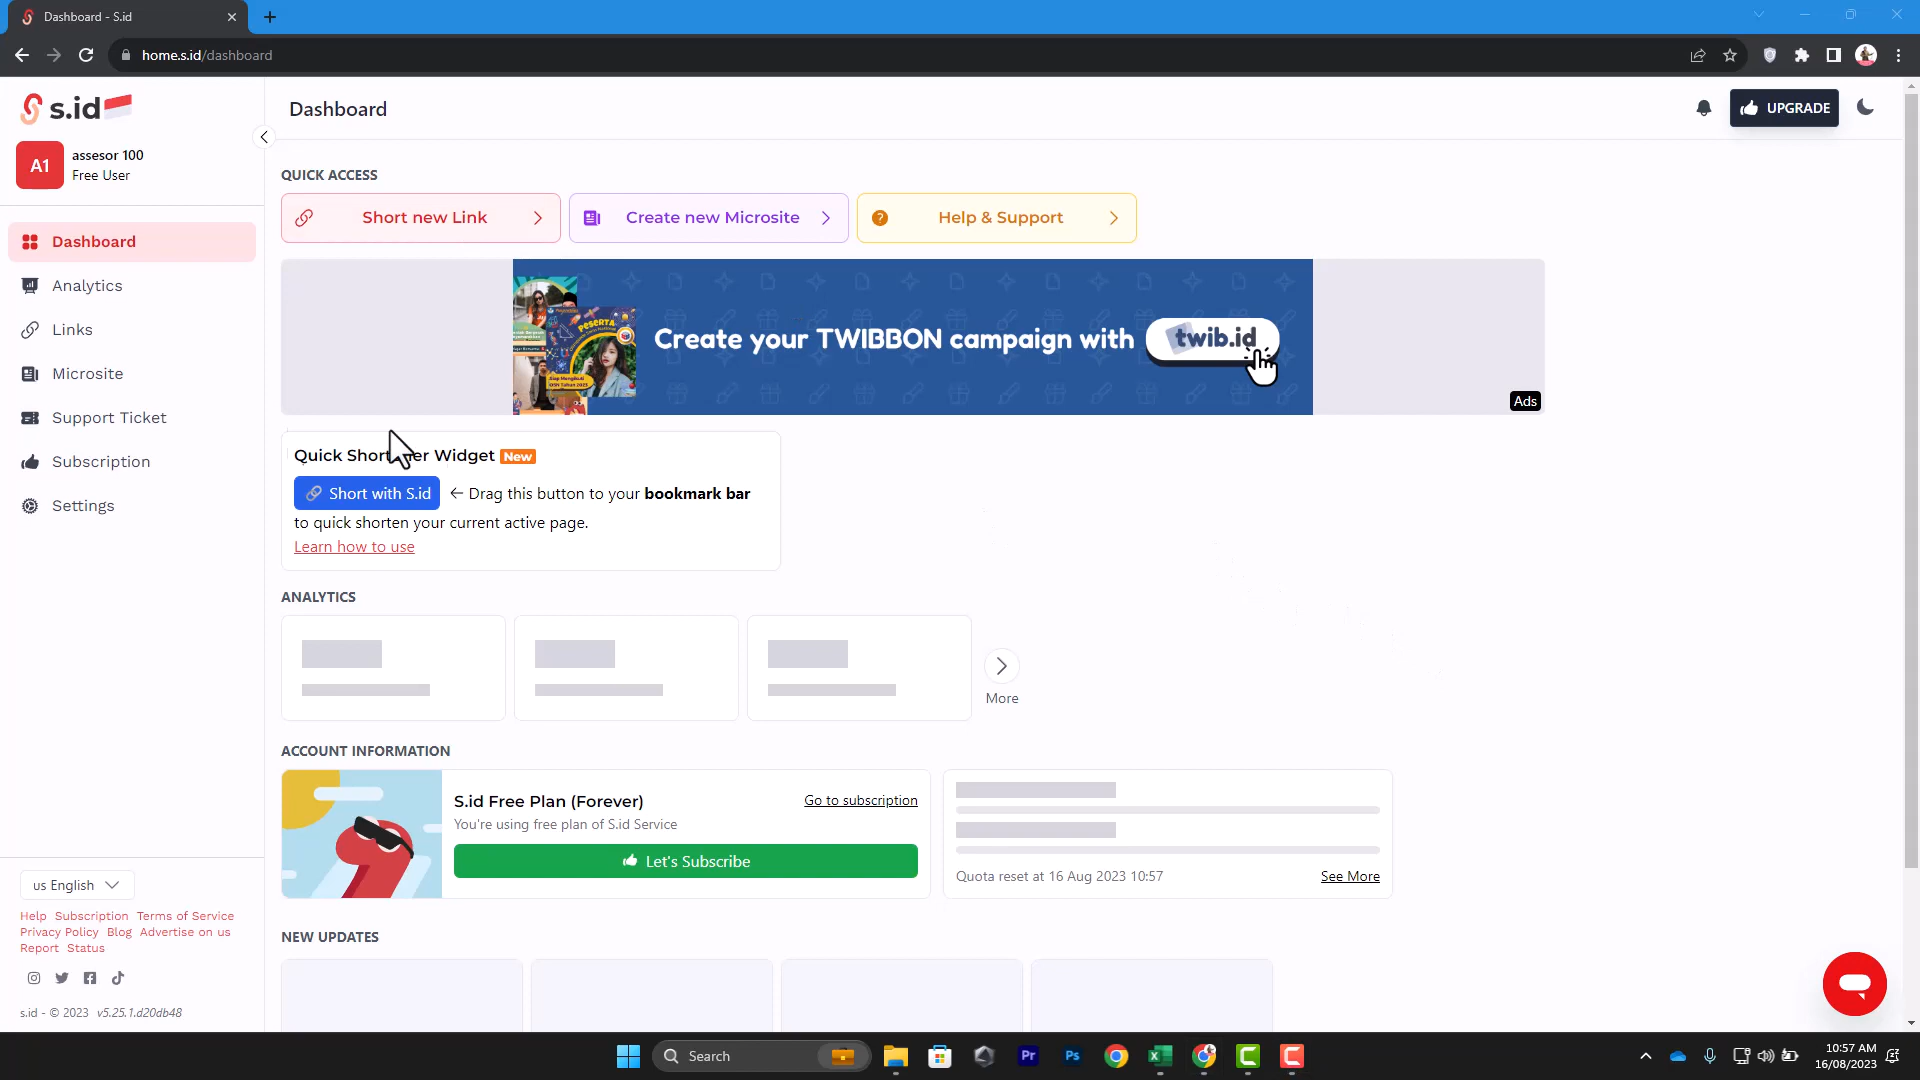 Dashboard - S.id
home.s.id/dashboard
s.id
A1
assesor 100
Free User
Dashboard
Analytics
Links
Microsite
Support Ticket
Subscription
Settings
us English
Help Subscription Terms of Service
Privacy Policy Blog Advertise on us
Report Status
s.id - © 2023 v5.25.1.d20db48
Dashboard
UPGRADE
QUICK ACCESS
Short new Link
Create new Microsite
? Help & Support
PESERTA
Create your TWIBBON campaign with twib.id
Ads
Quick Shortener Widget New
Short with S.id ← Drag this button to your bookmark bar
to quick shorten your current active page.
Learn how to use
ANALYTICS
More
ACCOUNT INFORMATION
S.id Free Plan (Forever)
Go to subscription
You're using free plan of S.id Service
Let's Subscribe
Quota reset at 16 Aug 2023 10:57
See More
NEW UPDATES
Search
Pr
Ps
10:57 AM
16/08/2023